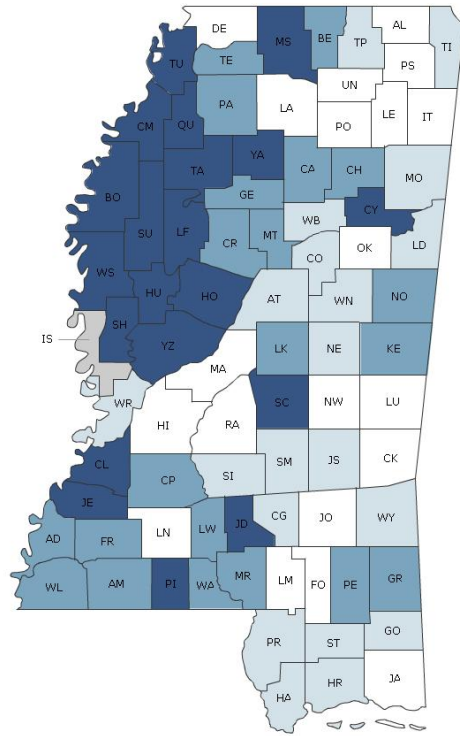 DE
AL
MS
BE
TP
TI
TU
TE
PS
UN
PA
LA
LE
IT
CM
QU
PO
YA
TA
CA
CH
MO
GE
BO
CY
WB
SU
LF
CR
MT
LD
OK
CO
WS
HU
HO
AT
WN
NO
SH
IS
YZ
LK
NE
KE
MA
WR
SC
NW
LU
HI
RA
CL
CK
SM
JS
SI
CP
JE
JD
CG
JO
WY
AD
FR
LN
LW
WL
AM
PI
WA
MR
LM
FO
PE
GR
PR
ST
GO
HA
HR
JA